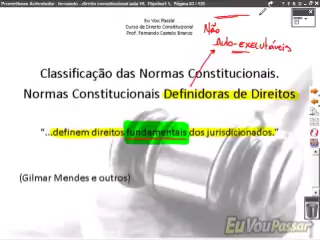 Eu Vou Passar
Curso de Direito Constitucional
Prof. Fernando Castelo Branco
Não
Auto-executáveis
Classificação das Normas Constitucionais.
Normas Constitucionais Definidoras de Direitos
“...definem direitos fundamentais dos jurisdicionados.”
(Gilmar Mendes e outros)
EuVouPassar